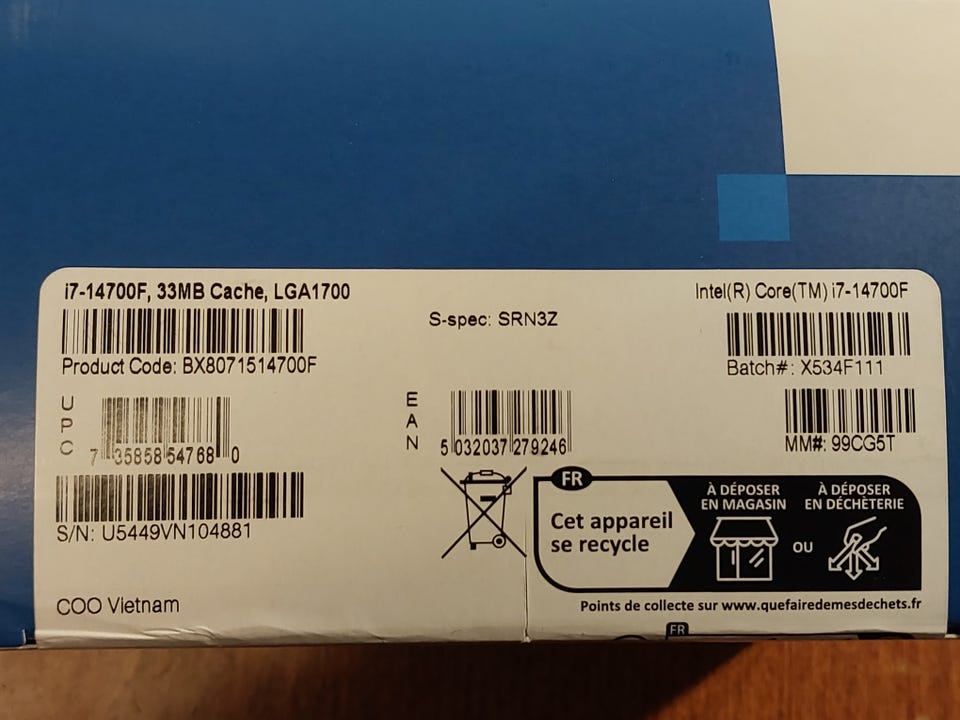 i7-14700F, 33MB Cache, LGA1700
Product Code: BX8071514700F
UPC
7 35858 54768 0
S/N: U5449VN104881
COO Vietnam
S-spec: SRN3Z
EAN
5 032037 279246
Intel(R) Core(TM) i7-14700F
Batch#: X534F111
MM#: 99CG5T
FR
Cet appareil
se recycle
À DÉPOSER
EN MAGASIN
OU
À DÉPOSER
EN DÉCHÈTERIE
Points de collecte sur www.quefairedemesdechets.fr
FR